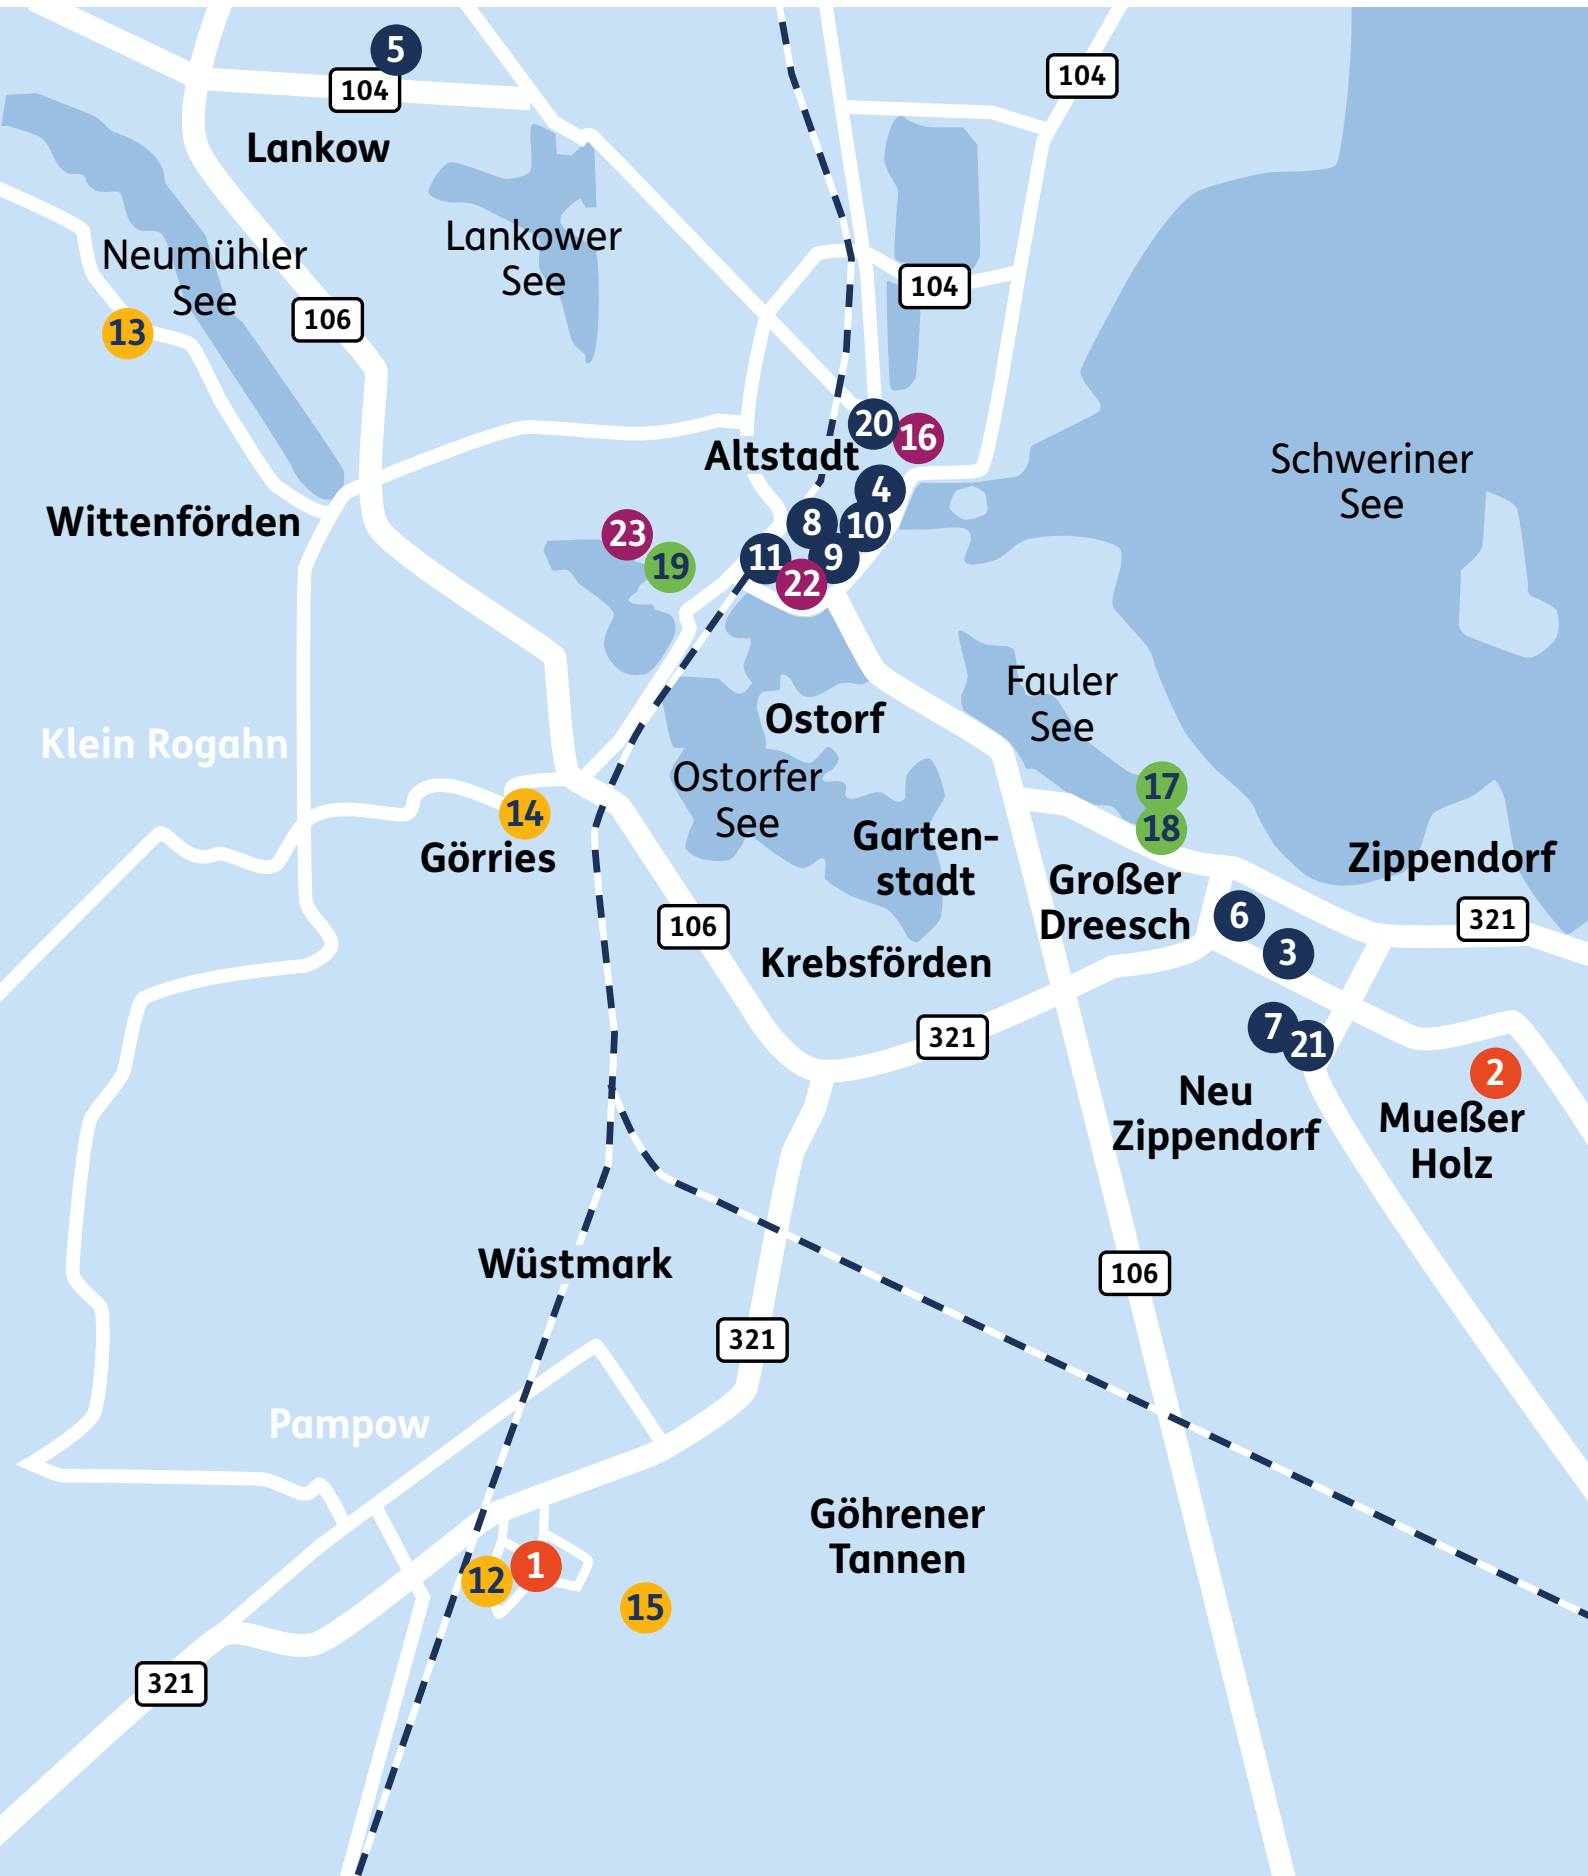 5
104
104
Lankow
Lankower
See
Neumühler
See
104
106
13
20
16
Altstadt
Schweriner
See
4
8
10
Wittenförden
23
11
9
19
22
Fauler
See
Ostorf
Klein Rogahn
Ostorfer
See
17
14
18
Garten-
stadt
Görries
Zippendorf
Großer
Dreesch
6
321
106
3
Krebsförden
7
321
21
2
Neu
Zippendorf
Mueßer
Holz
Wüstmark
106
321
Pampow
Göhrener
Tannen
1
12
15
321